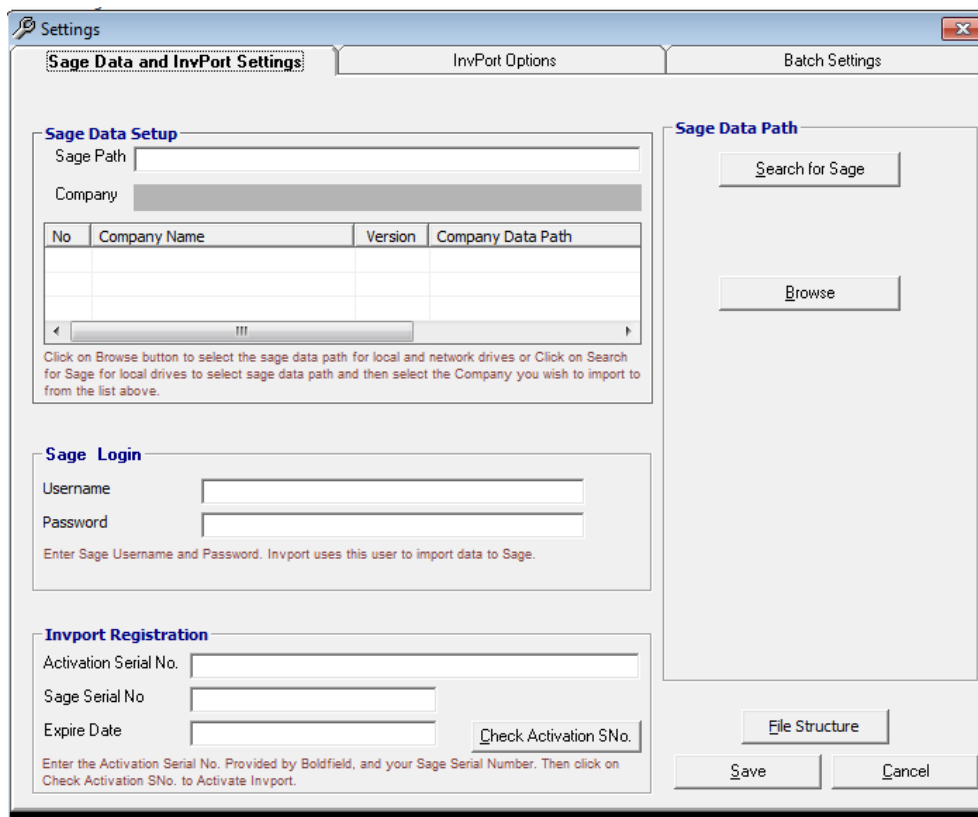 Settings
Sage Data and InvPort Settings
InvPort Options
Batch Settings
Sage Data Setup
Sage Path
Company
No Company Name Version Company Data Path
Click on Browse button to select the sage data path for local and network drives or Click on Search
for Sage for local drives to select sage data path and then select the Company you wish to import to
from the list above.
Sage Data Path
Search for Sage
Browse
Sage Login
Username
Password
Enter Sage Username and Password. Invport uses this user to import data to Sage.
Invport Registration
Activation Serial No.
Sage Serial No
Expire Date
Check Activation SNo.
Enter the Activation Serial No. Provided by Boldfield, and your Sage Serial Number. Then click on
Check Activation SNo. to Activate Invport.
File Structure
Save
Cancel